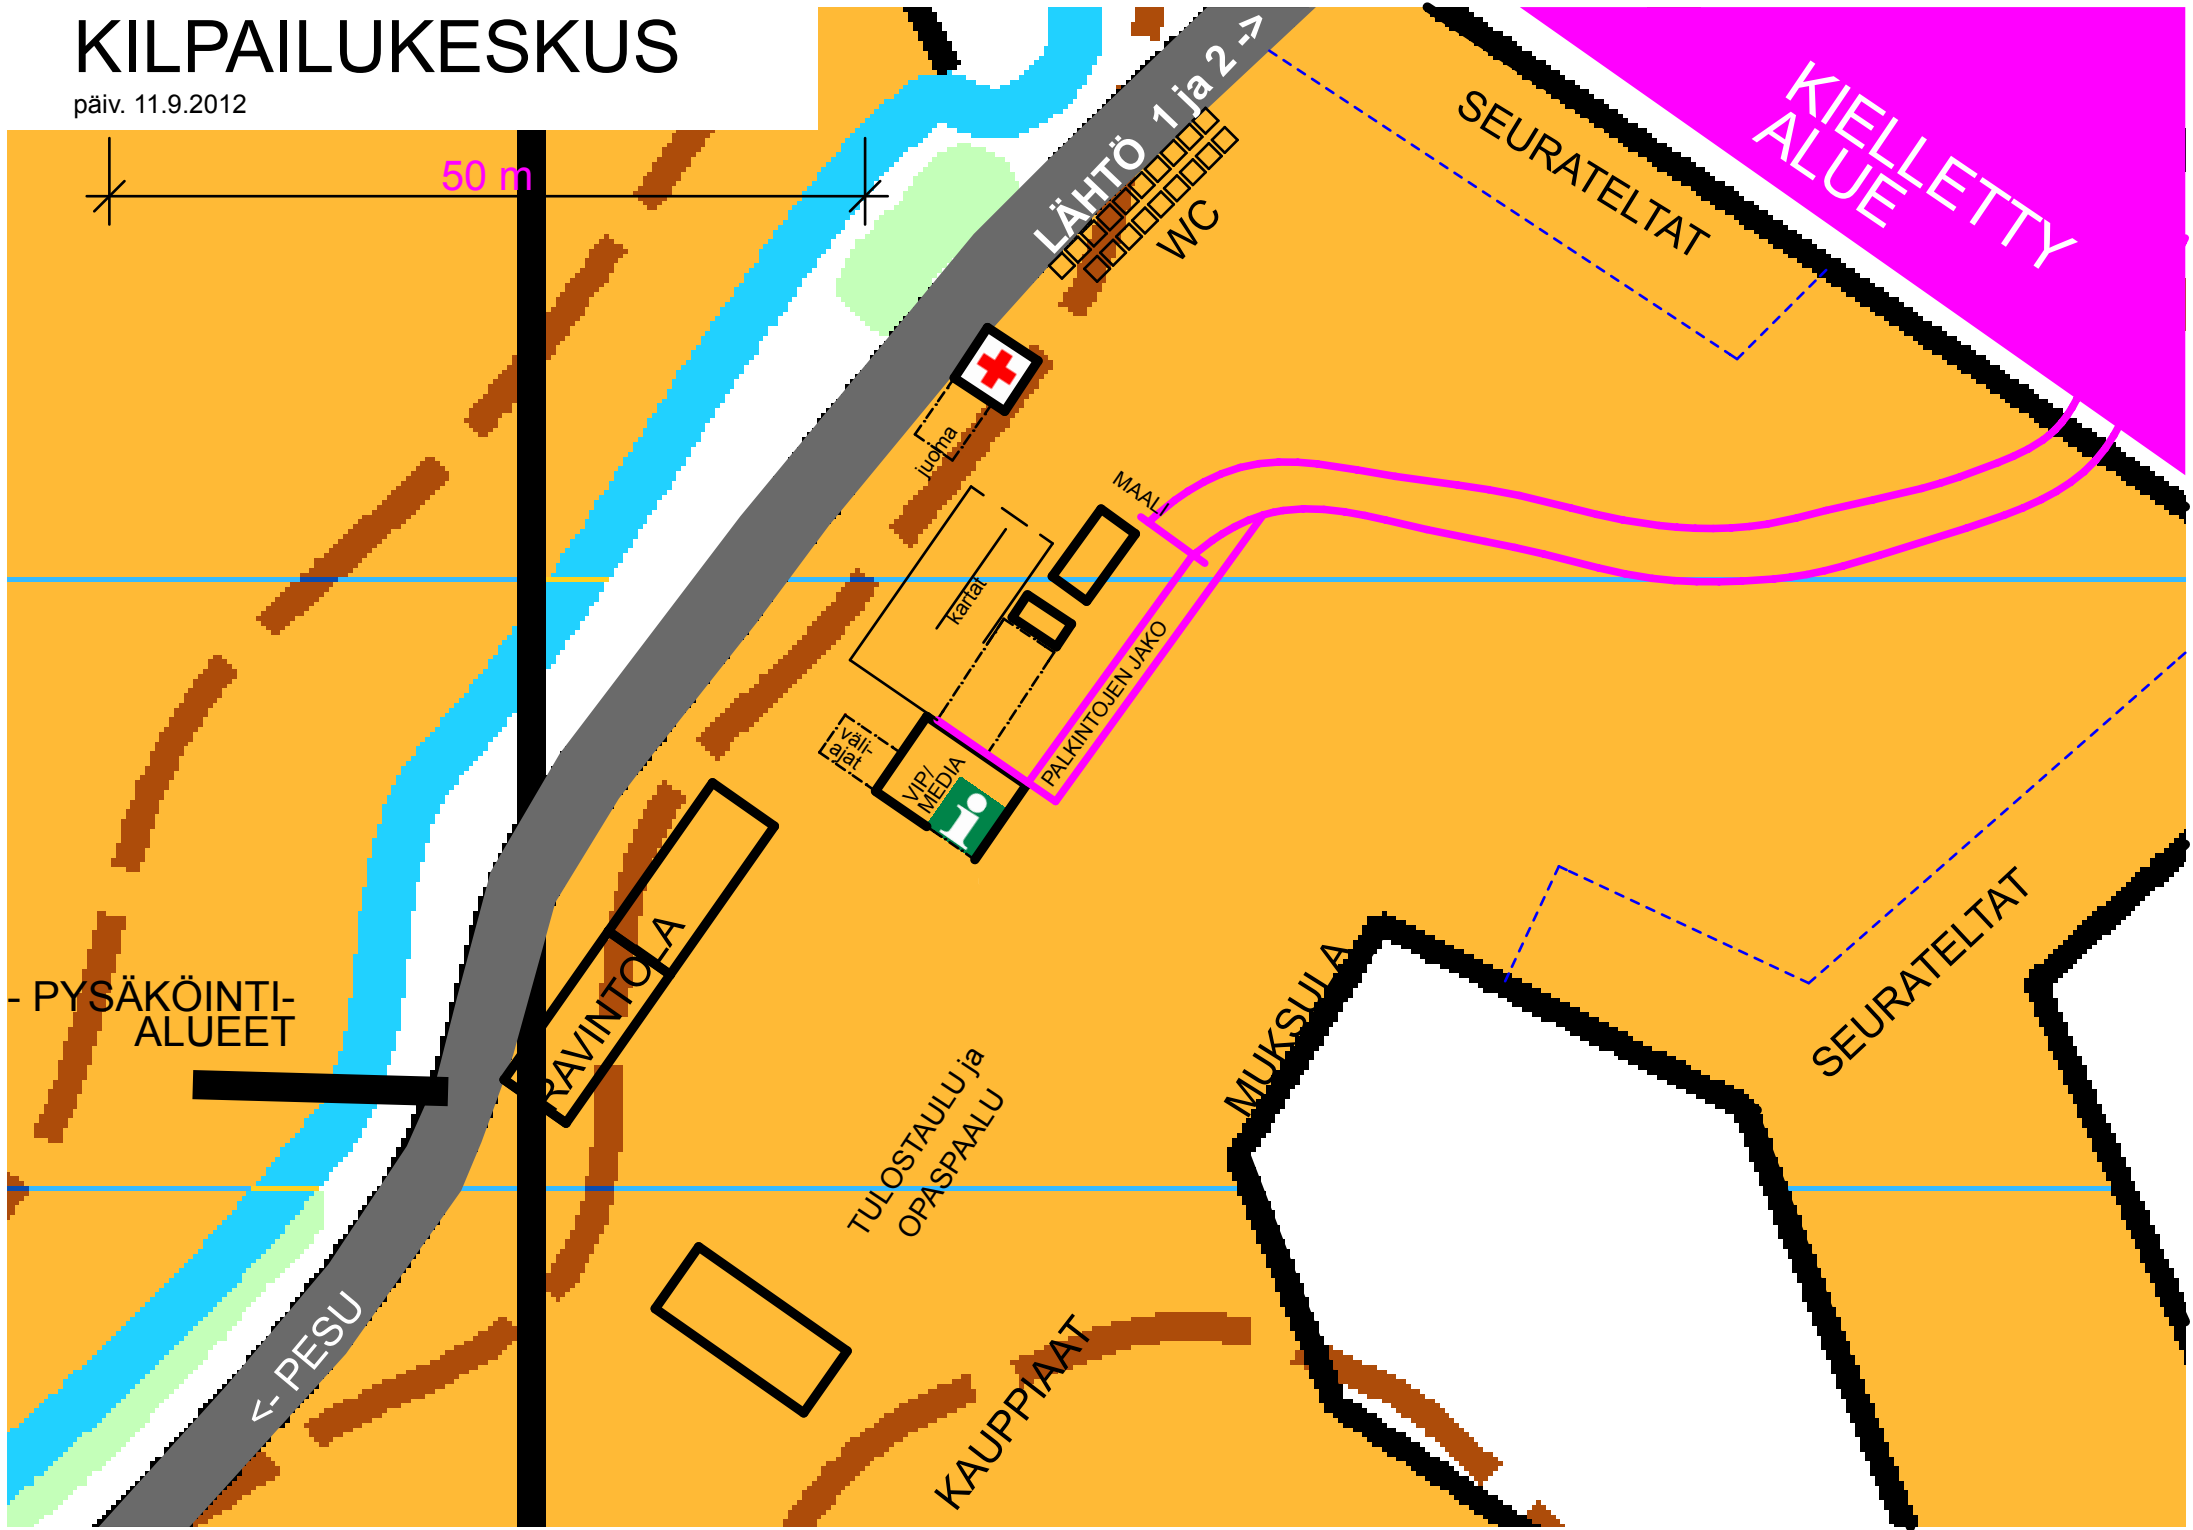 KILPAILUKESKUS
päiv. 11.9.2012
50 m
LÄHTÖ 1 ja 2 ->
WC
SEURATELTAT
KIELLETTY
ALUE
juoma
MAALI
kartat
PALKINTOJEN JAKO
väli-
ajat
VIP/
MEDIA
i
RAVINTOLA
- PYSÄKÖINTI-
ALUEET
MUKSULA
SEURATELTAT
TULOSTAULU ja
OPASPAALU
<- PESU
KAUPPIAAT